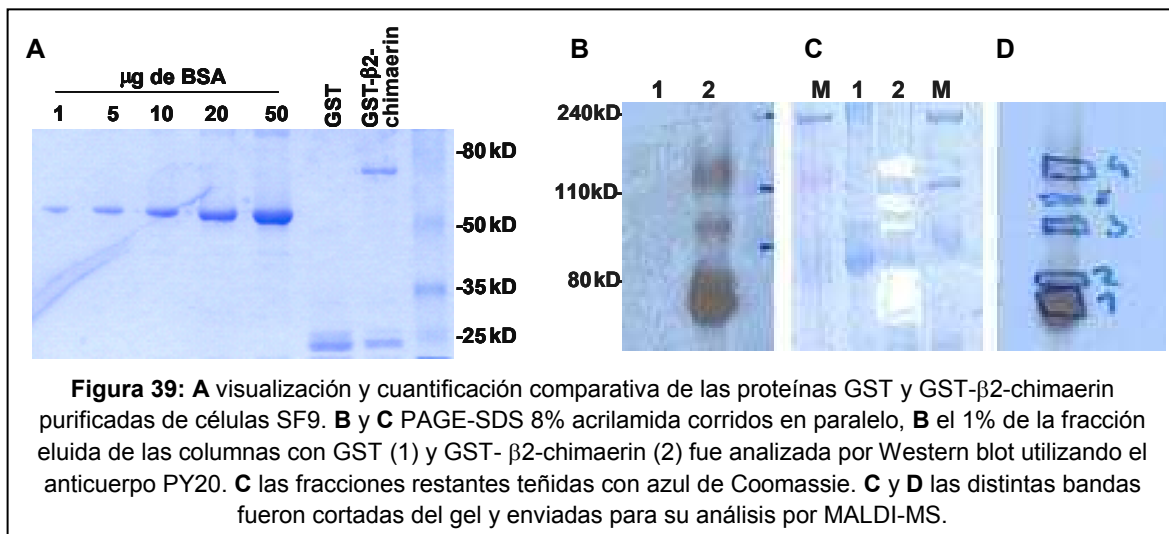 A
B
C
D
µg de BSA
1 5 10 20 50
GST
GST-β2-
chimaerin
-80 kD
-50 kD
-35 kD
-25 kD
1 2
240kD
110kD
80kD
M 1 2 M
4
3
2
1
Figura 39: A visualización y cuantificación comparativa de las proteínas GST y GST-β2-chimaerin
purificadas de células SF9. B y C PAGE-SDS 8% acrilamida corridos en paralelo, B el 1% de la fracción
eluida de las columnas con GST (1) y GST- β2-chimaerin (2) fue analizada por Western blot utilizando el
anticuerpo PY20. C las fracciones restantes teñidas con azul de Coomassie. C y D las distintas bandas
fueron cortadas del gel y enviadas para su análisis por MALDI-MS.